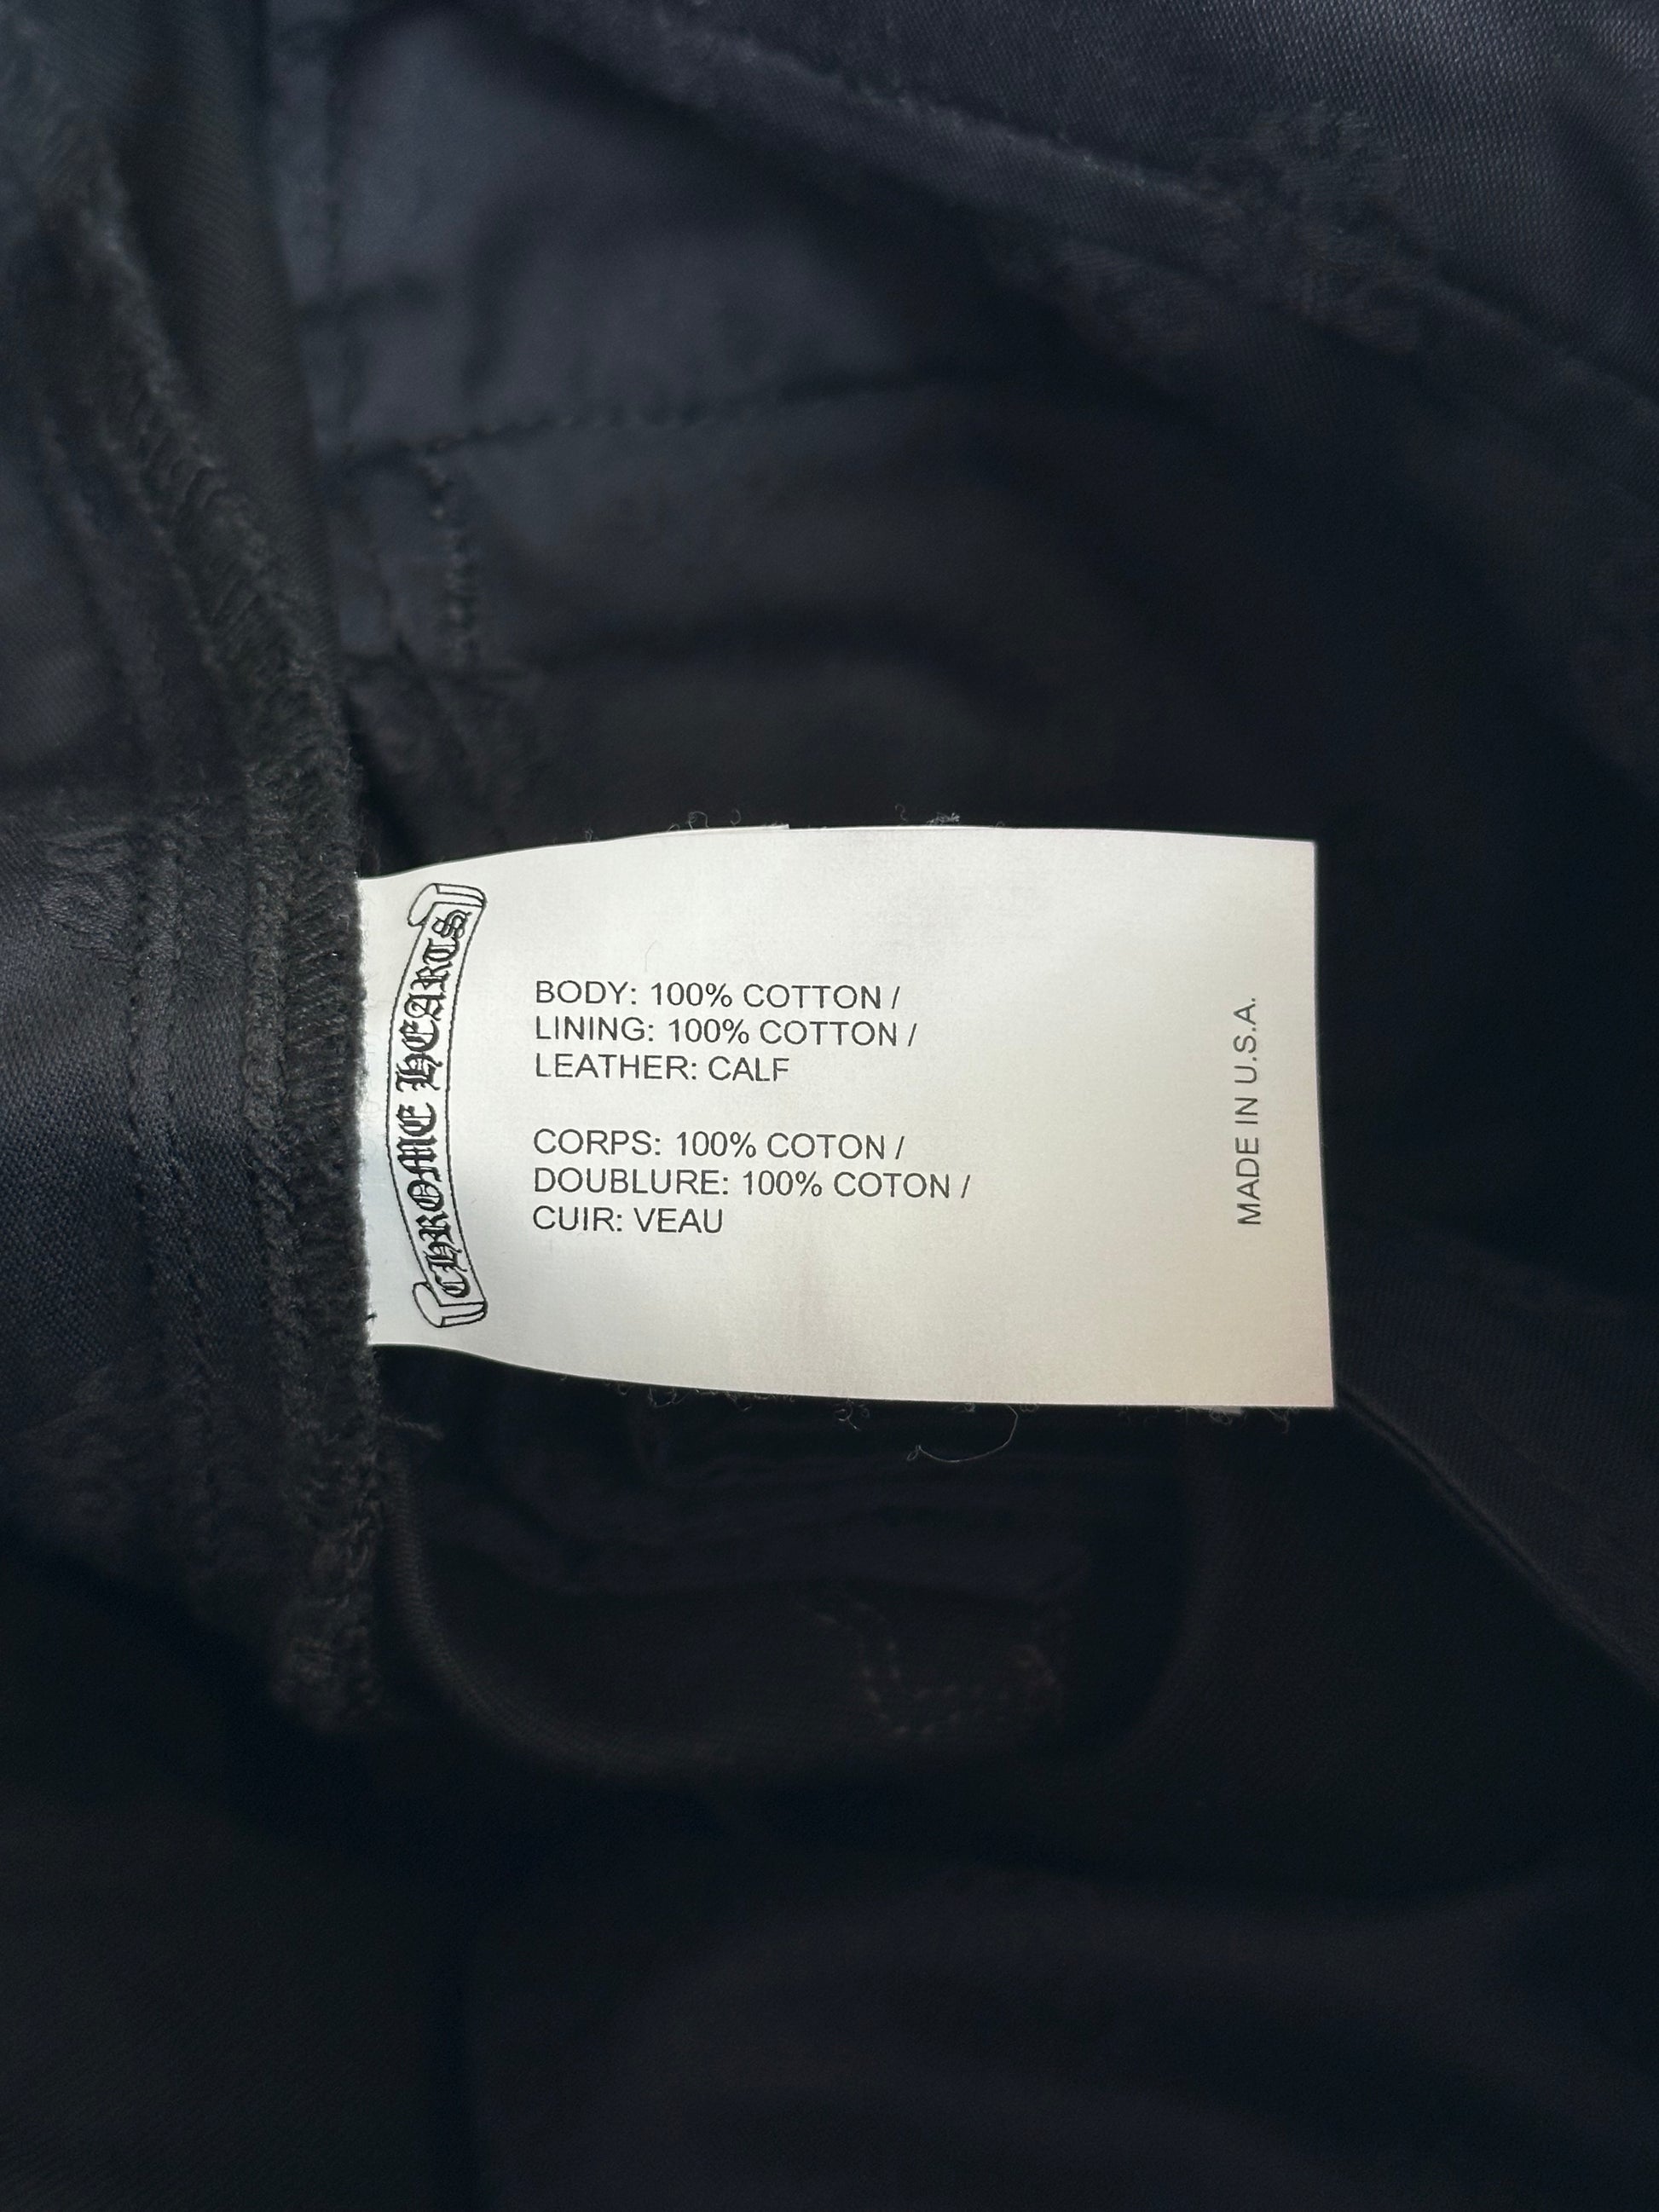 CHROME HEARTS
BODY: 100% COTTON /
LINING: 100% COTTON /
LEATHER: CALF
CORPS: 100% COTON /
DOUBLURE: 100% COTON /
CUIR: VEAU
MADE IN U.S.A.